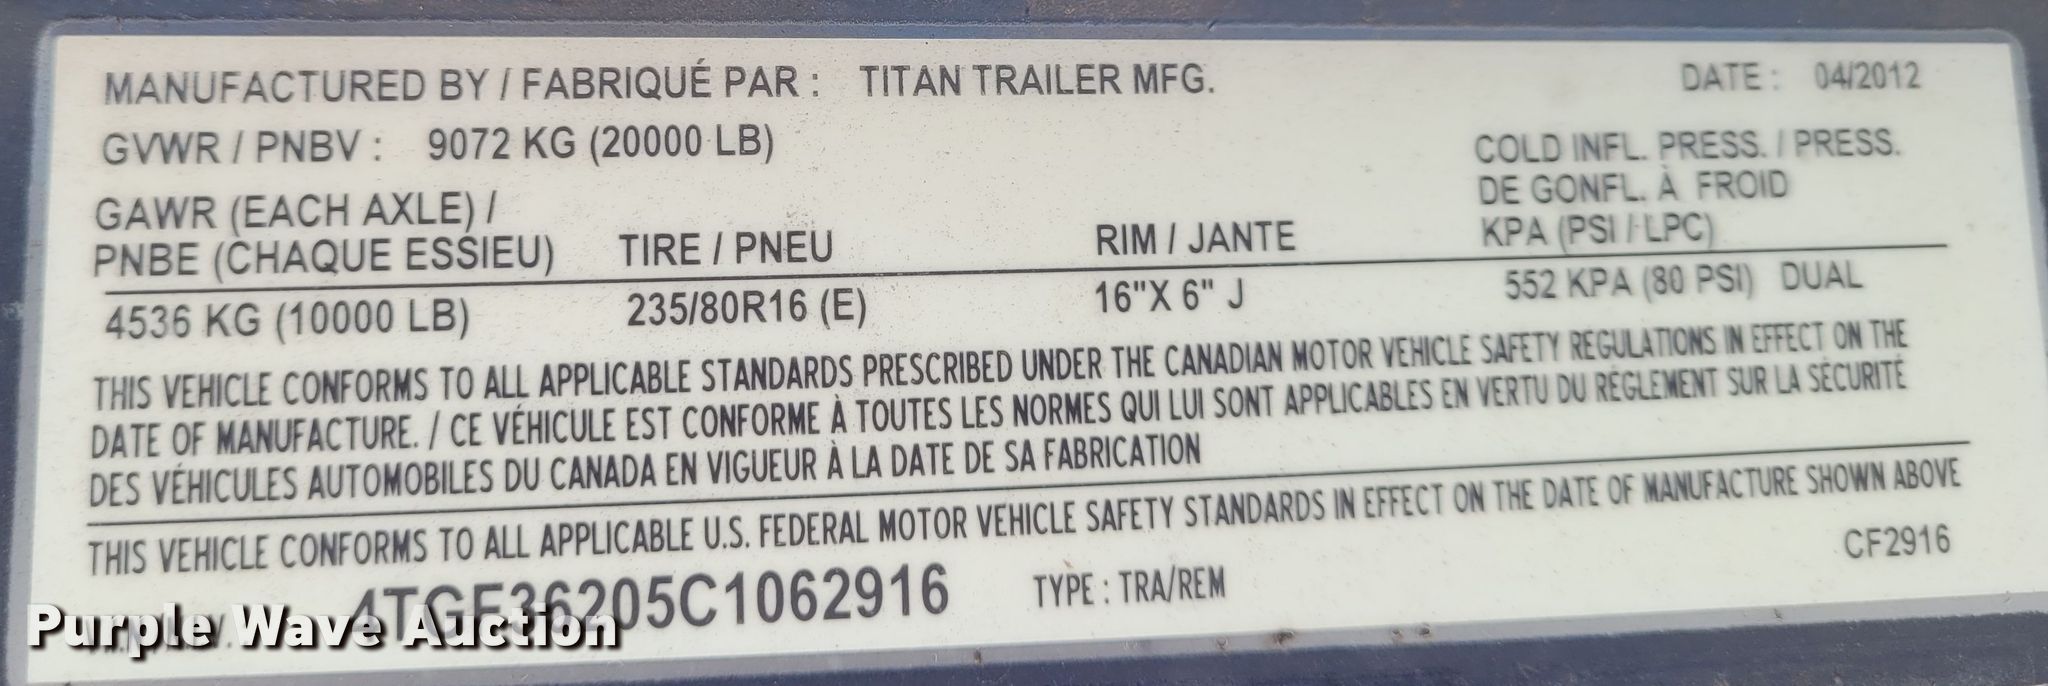 MANUFACTURED BY / FABRIQUÉ PAR : TITAN TRAILER MFG. DATE : 04/2012
GVWR / PNBV : 9072 KG (20000 LB)
COLD INFL. PRESS. / PRESS.
DE GONFL. À FROID
KPA (PSI / LPC)
GAWR (EACH AXLE) /
PNBE (CHAQUE ESSIEU) TIRE / PNEU RIM / JANTE
4536 KG (10000 LB) 235/80R16 (E) 16"X 6" J 552 KPA (80 PSI) DUAL
THIS VEHICLE CONFORMS TO ALL APPLICABLE STANDARDS PRESCRIBED UNDER THE CANADIAN MOTOR VEHICLE SAFETY REGULATIONS IN EFFECT ON THE
DATE OF MANUFACTURE. / CE VÉHICULE EST CONFORME À TOUTES LES NORMES QUI LUI SONT APPLICABLES EN VERTU DU RÉGLEMENT SUR LA SÉCURITÉ
DES VÉHICULES AUTOMOBILES DU CANADA EN VIGUEUR À LA DATE DE SA FABRICATION
THIS VEHICLE CONFORMS TO ALL APPLICABLE U.S. FEDERAL MOTOR VEHICLE SAFETY STANDARDS IN EFFECT ON THE DATE OF MANUFACTURE SHOWN ABOVE
4TGF36205C1062916 TYPE : TRA/REM CF2916
Purple Wave Auction